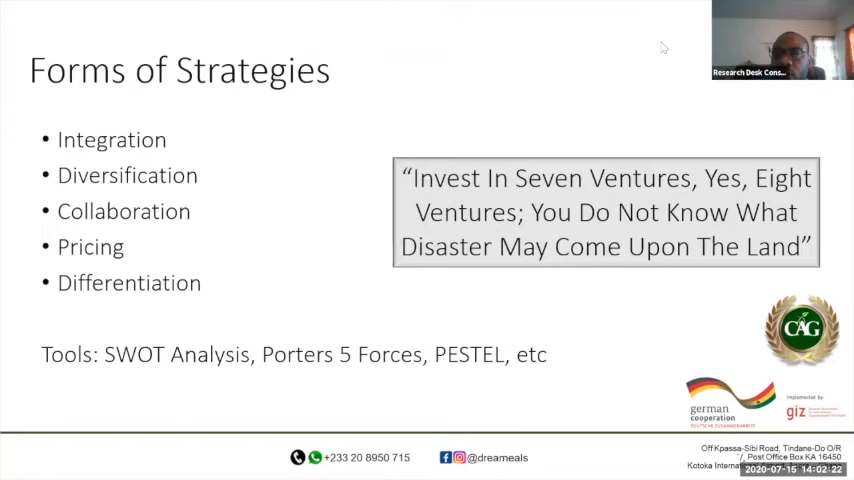 Research Desk Cons...
Forms of Strategies
• Integration
• Diversification
• Collaboration
• Pricing
• Differentiation
“Invest In Seven Ventures, Yes, Eight
Ventures; You Do Not Know What
Disaster May Come Upon The Land”
Tools: SWOT Analysis, Porters 5 Forces, PESTEL, etc
CAG
german
cooperation
DEUTSCHE ZUSAMMENARBEIT
Implemented by:
giz
+233 20 8950 715
@dreameals
Off Kpassa-Sibi Road, Tindane-Do O/R
, Post Office Box KA 16450
Kotoka Internation
2020-07-15 14:02:22